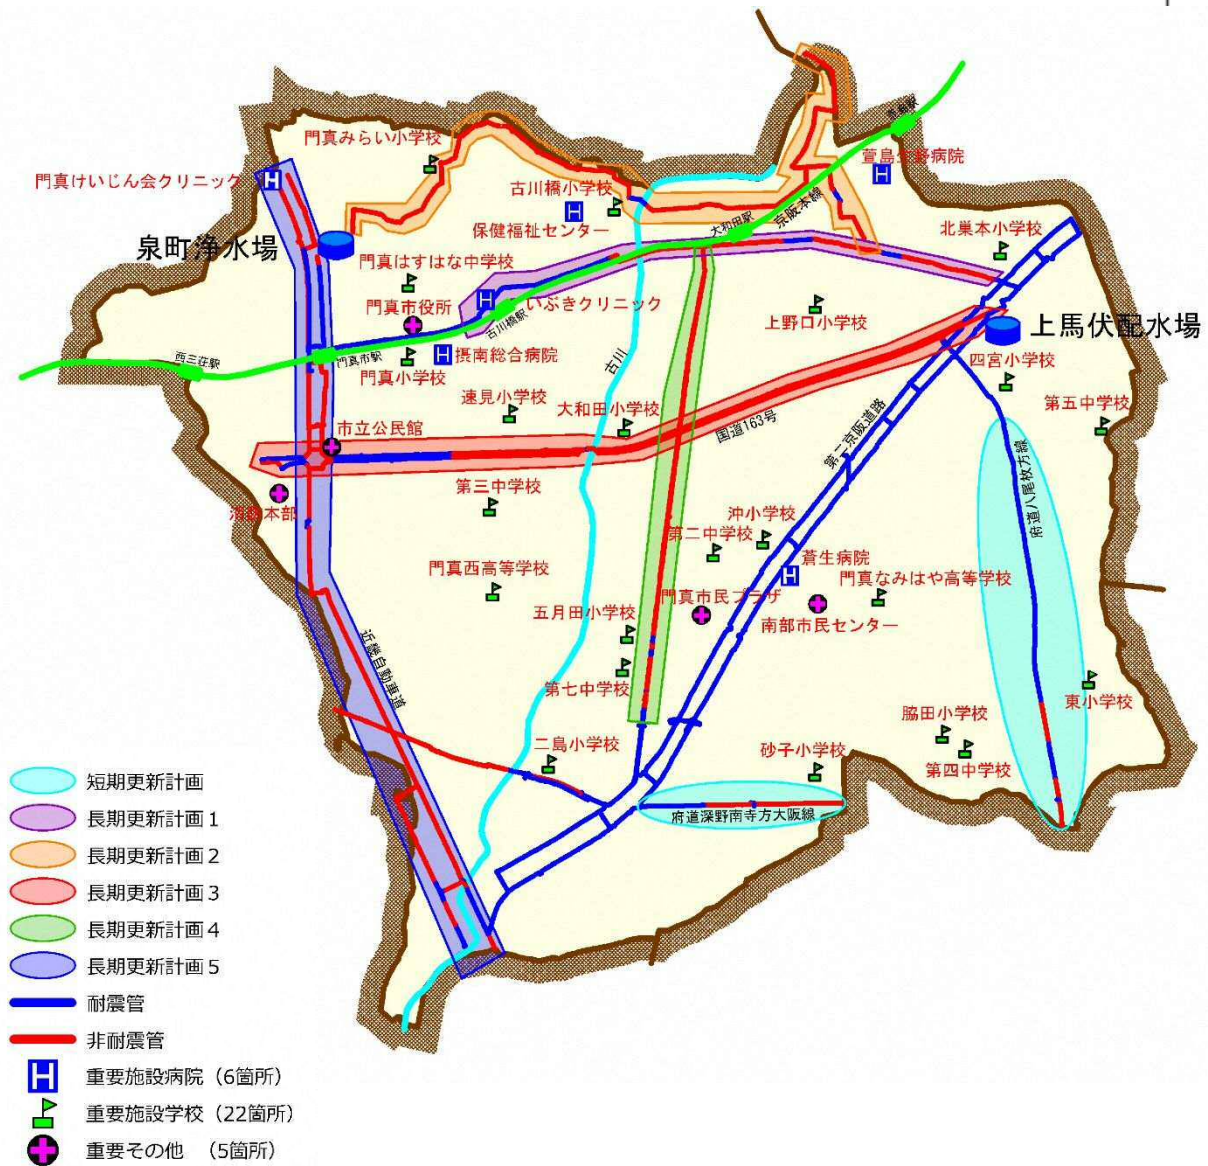 門真みらい小学校
萱島駅
萱島生野病院
門真けいじん会クリニック
古川橋小学校
京阪本線
大和田駅
保健福祉センター
北巣本小学校
泉町浄水場
門真はすはな中学校
門真市役所
いぶきクリニック
古川橋駅
上野口小学校
上馬伏配水場
西三荘駅
門真市駅
摂南総合病院
門真小学校
古川
四宮小学校
速見小学校
大和田小学校
国道163号
第五中学校
市立公民館
第二京阪道路
府道八尾枚方線
第三中学校
消防本部
沖小学校
第二中学校
蒼生病院
門真西高等学校
門真なみはや高等学校
門真市民プラザ
五月田小学校
南部市民センター
近畿自動車道
第七中学校
東小学校
脇田小学校
二島小学校
砂子小学校
第四中学校
府道深野南寺方大阪線
短期更新計画
長期更新計画1
長期更新計画2
長期更新計画3
長期更新計画4
長期更新計画5
耐震管
非耐震管
H 重要施設病院(6箇所)
重要施設学校(22箇所)
重要その他 (5箇所)